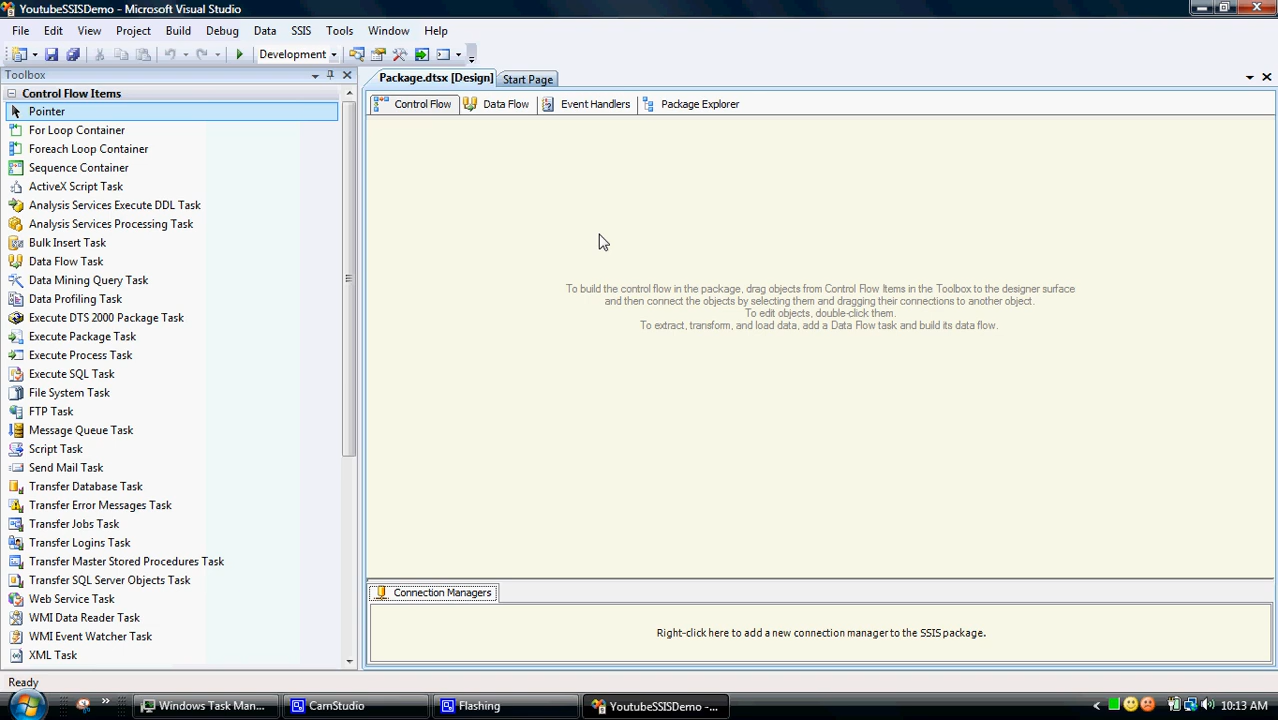 YoutubeSSISDemo - Microsoft Visual Studio
File Edit View Project Build Debug Data SSIS Tools Window Help
Development
Toolbox
Package.dtsx [Design] Start Page
Control Flow Items
Control Flow Data Flow Event Handlers Package Explorer
Pointer
For Loop Container
Foreach Loop Container
Sequence Container
ActiveX Script Task
Analysis Services Execute DDL Task
Analysis Services Processing Task
Bulk Insert Task
Data Flow Task
Data Mining Query Task
Data Profiling Task
Execute DTS 2000 Package Task
Execute Package Task
Execute Process Task
Execute SQL Task
File System Task
FTP Task
Message Queue Task
Script Task
Send Mail Task
Transfer Database Task
Transfer Error Messages Task
Transfer Jobs Task
Transfer Logins Task
Transfer Master Stored Procedures Task
Transfer SQL Server Objects Task
Web Service Task
WMI Data Reader Task
WMI Event Watcher Task
XML Task
To build the control flow in the package, drag objects from Control Flow Items in the Toolbox to the designer surface
and then connect the objects by selecting them and dragging their connections to another object.
To edit objects, double-click them.
To extract, transform, and load data, add a Data Flow task and build its data flow.
Connection Managers
Right-click here to add a new connection manager to the SSIS package.
Ready
Windows Task Man... CamStudio Flashing YoutubeSSISDemo -... 10:13 AM